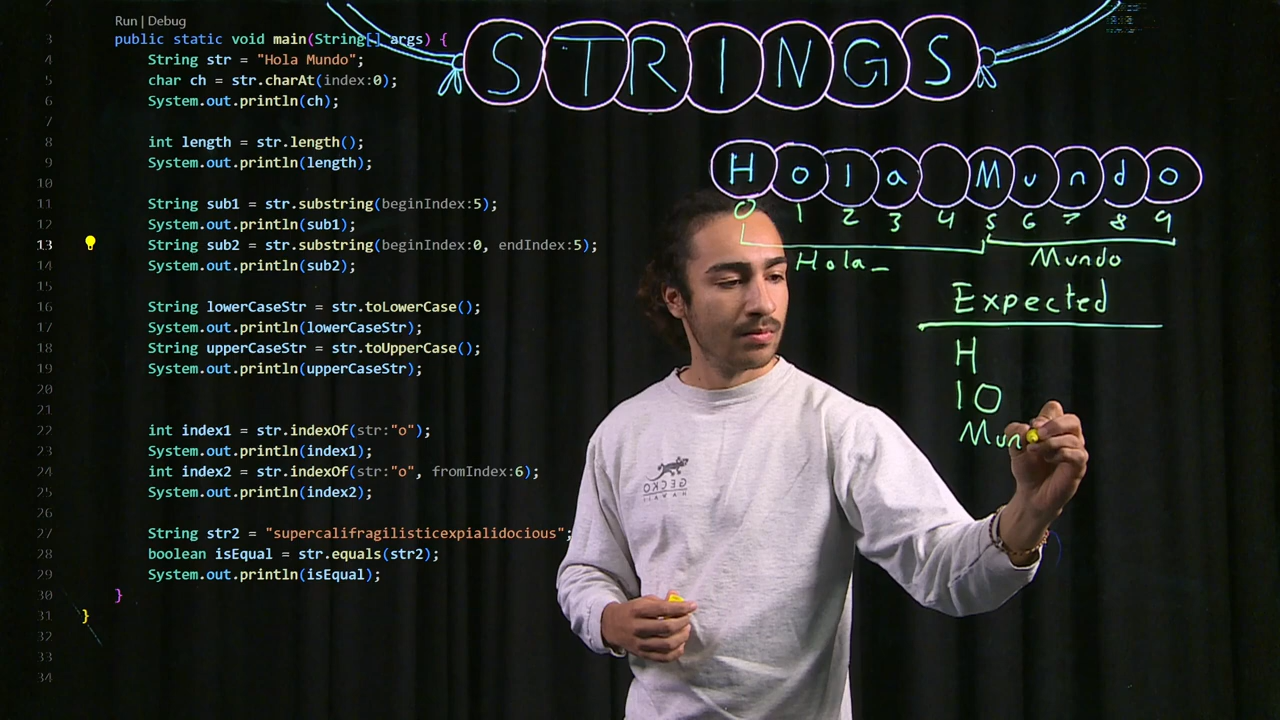 Run | Debug
3 public static void main(String[] args) {
4 String str = "Hola Mundo";
5 char ch = str.charAt(index:0);
6 System.out.println(ch);
7
8 int length = str.length();
9 System.out.println(length);
10
11 String sub1 = str.substring(beginIndex:5);
12 System.out.println(sub1);
13 String sub2 = str.substring(beginIndex:0, endIndex:5);
14 System.out.println(sub2);
15
16 String lowerCaseStr = str.toLowerCase();
17 System.out.println(lowerCaseStr);
18 String upperCaseStr = str.toUpperCase();
19 System.out.println(upperCaseStr);
20
21
22 int index1 = str.indexOf(str:"o");
23 System.out.println(index1);
24 int index2 = str.indexOf(str:"o", fromIndex:6);
25 System.out.println(index2);
26
27 String str2 = "supercalifragilisticexpialidocious";
28 boolean isEqual = str.equals(str2);
29 System.out.println(isEqual);
30 }
31 }
32
33
34
STRINGS
Hola Mundo
0 1 2 3 4 5 6 7 8 9
Hola_ Mundo
Expected
H
10
Mun
GECKO
HAWAII